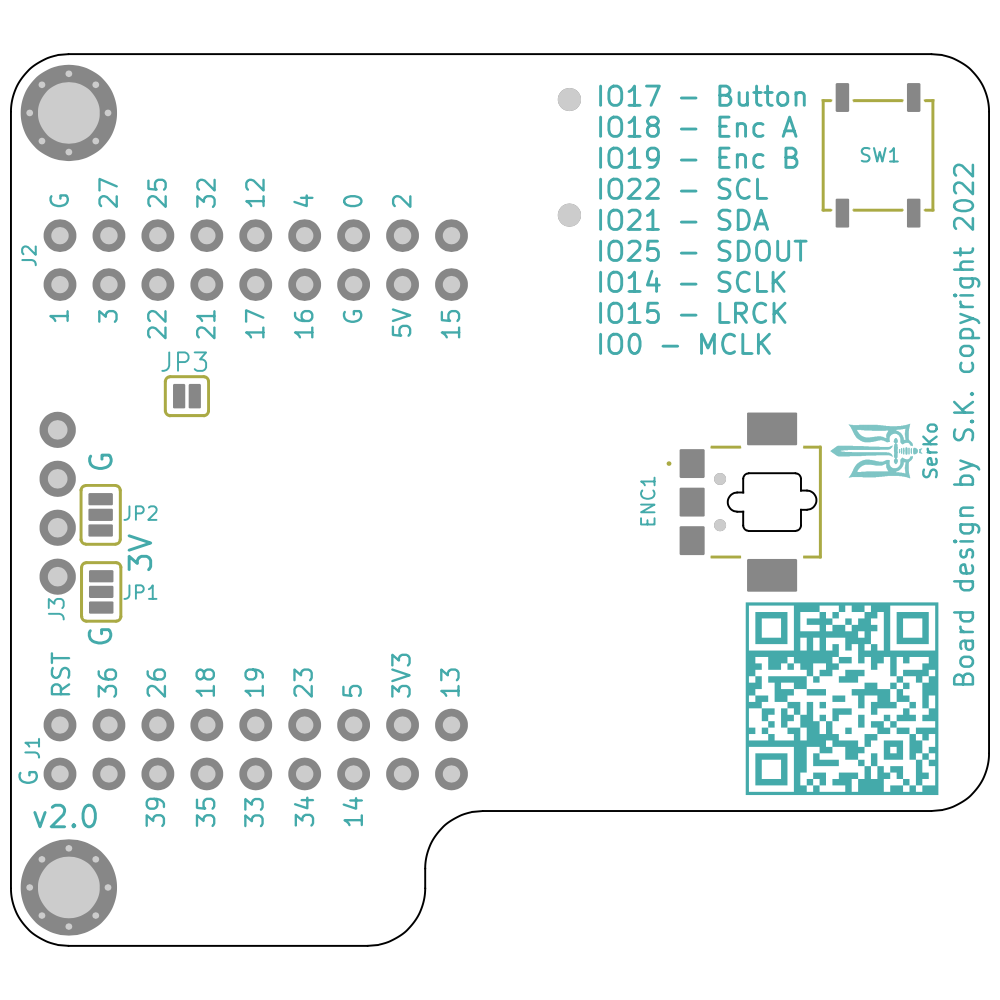 IO17 - Button
IO18 - Enc A
IO19 - Enc B
IO22 - SCL
IO21 - SDA
IO25 - SDOUT
IO14 - SCLK
IO15 - LRCK
IO0 - MCLK
SW1
G 27 25 32 12 4 0 2
J2
1 3 22 21 17 16 G 5V 15
JP3
G
JP2
3V
JP1
J3
G
ENC1
SerKo
Board design by S.K. copyright 2022
RST 36 26 18 19 23 5 3V3 13
J1
G
39 35 33 34 14
v2.0